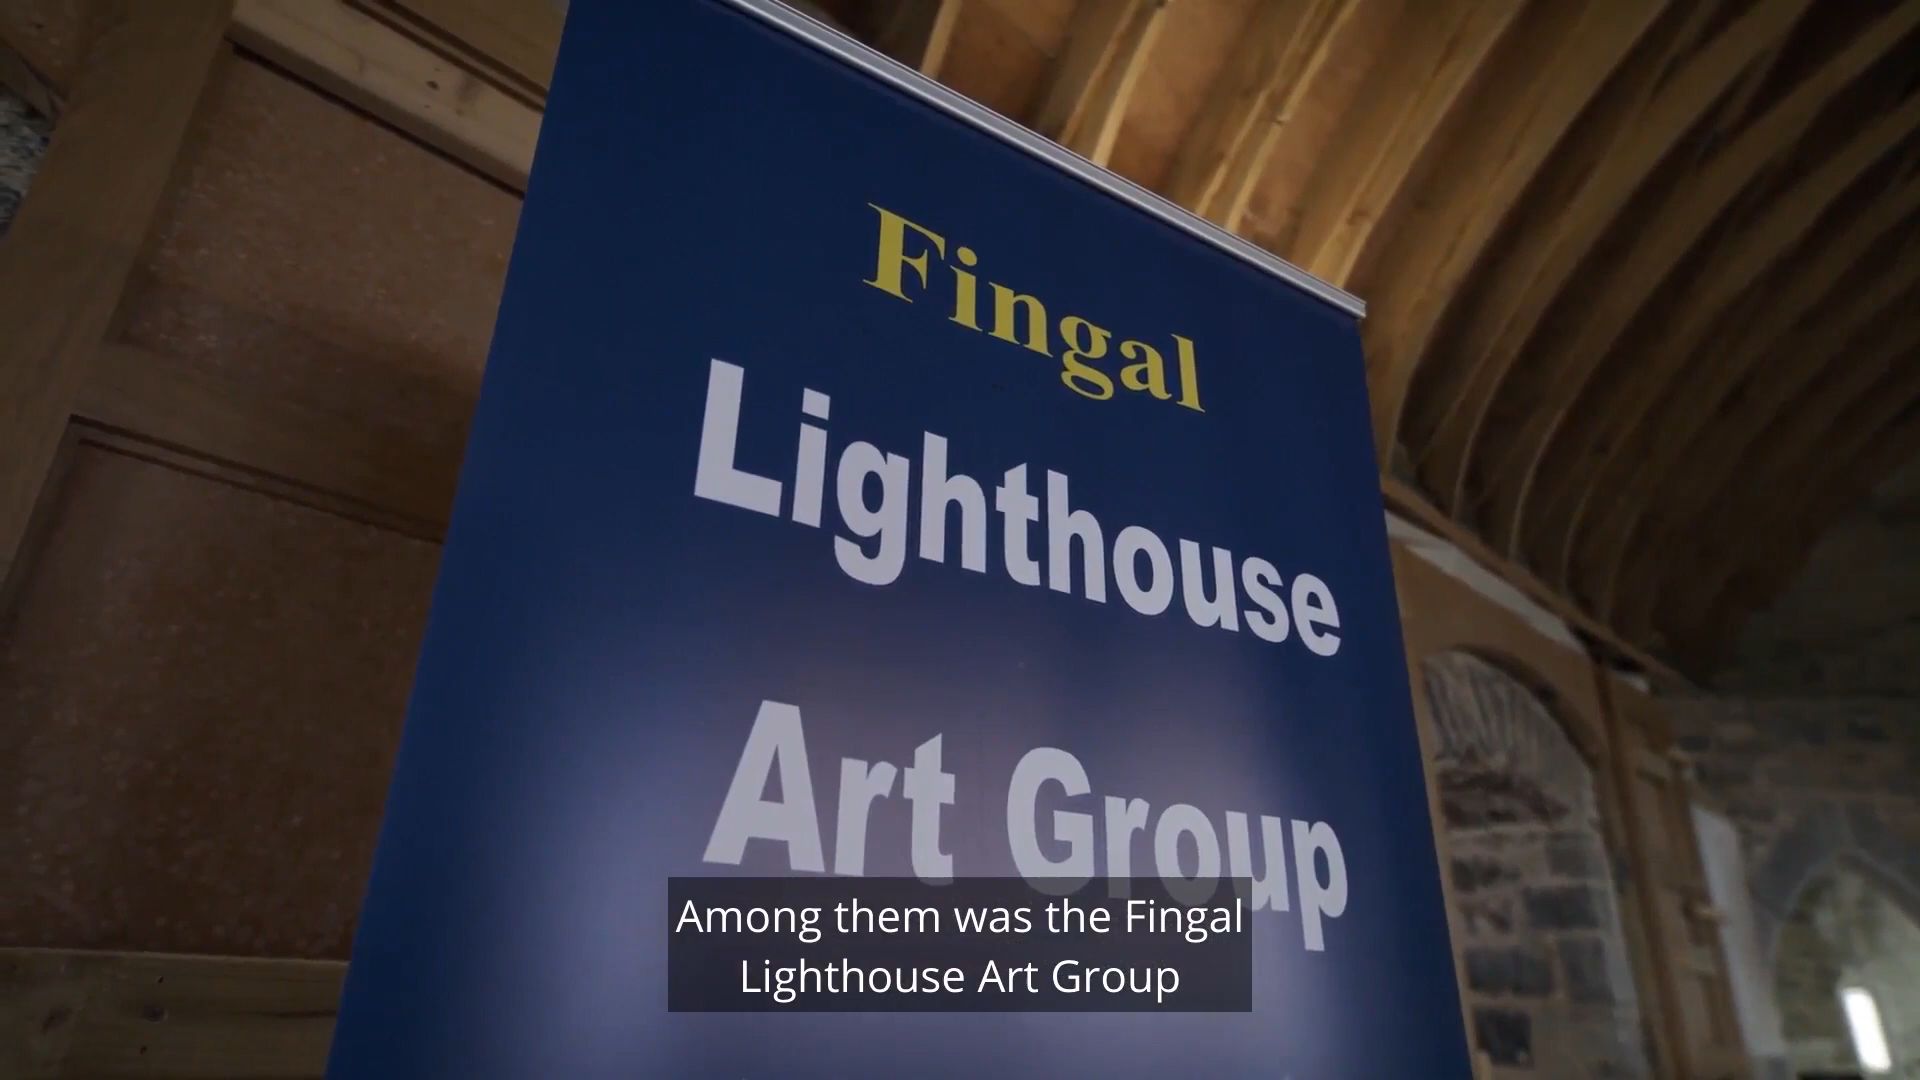 Fingal
Lighthouse
Art Group
Among them was the Fingal
Lighthouse Art Group